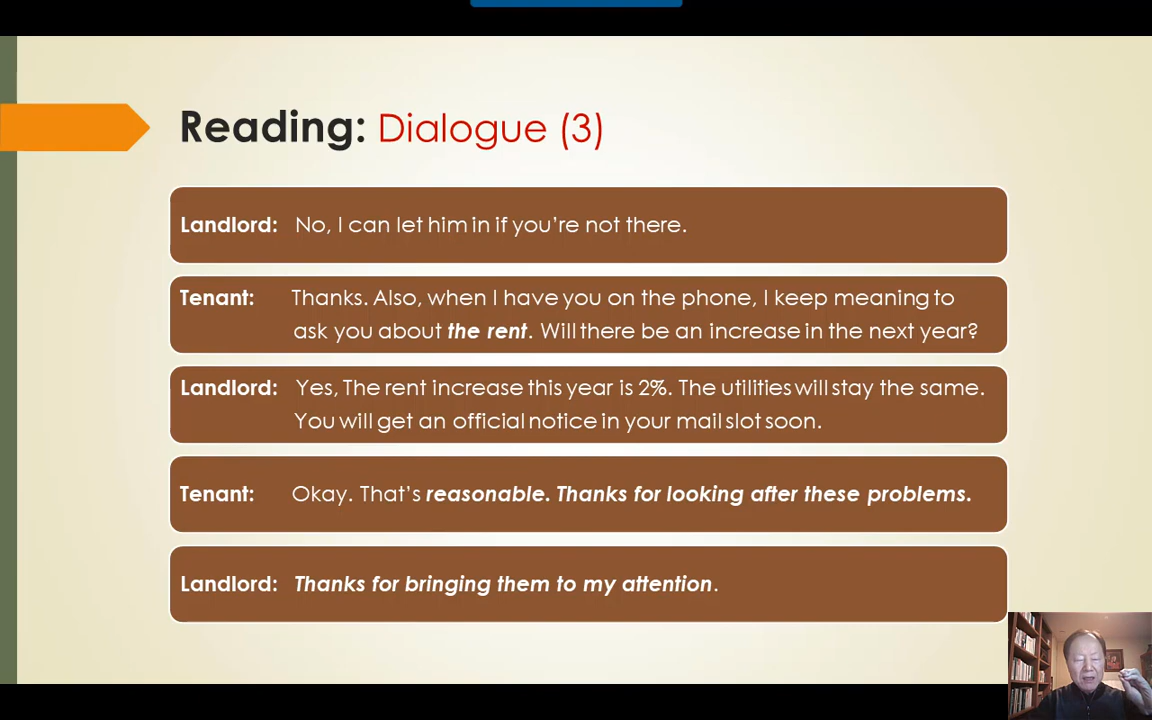 Reading: Dialogue (3)
Landlord: No, I can let him in if you're not there.
Tenant: Thanks. Also, when I have you on the phone, I keep meaning to
ask you about the rent. Will there be an increase in the next year?
Landlord: Yes, The rent increase this year is 2%. The utilities will stay the same.
You will get an official notice in your mail slot soon.
Tenant: Okay. That's reasonable. Thanks for looking after these problems.
Landlord: Thanks for bringing them to my attention.